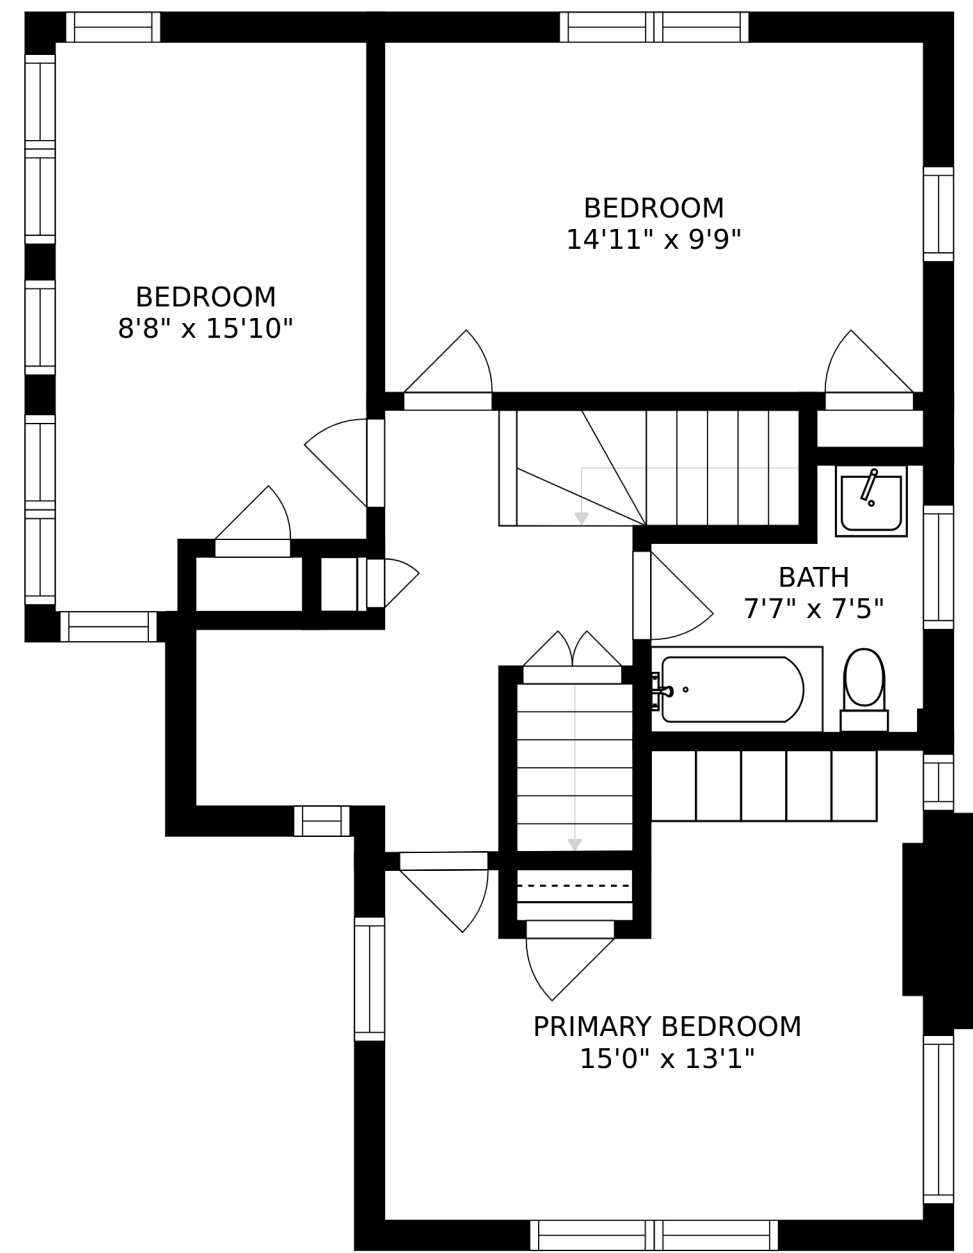 BEDROOM
14'11" x 9'9"
BEDROOM
8'8" x 15'10"
BATH
7'7" x 7'5"
PRIMARY BEDROOM
15'0" x 13'1"